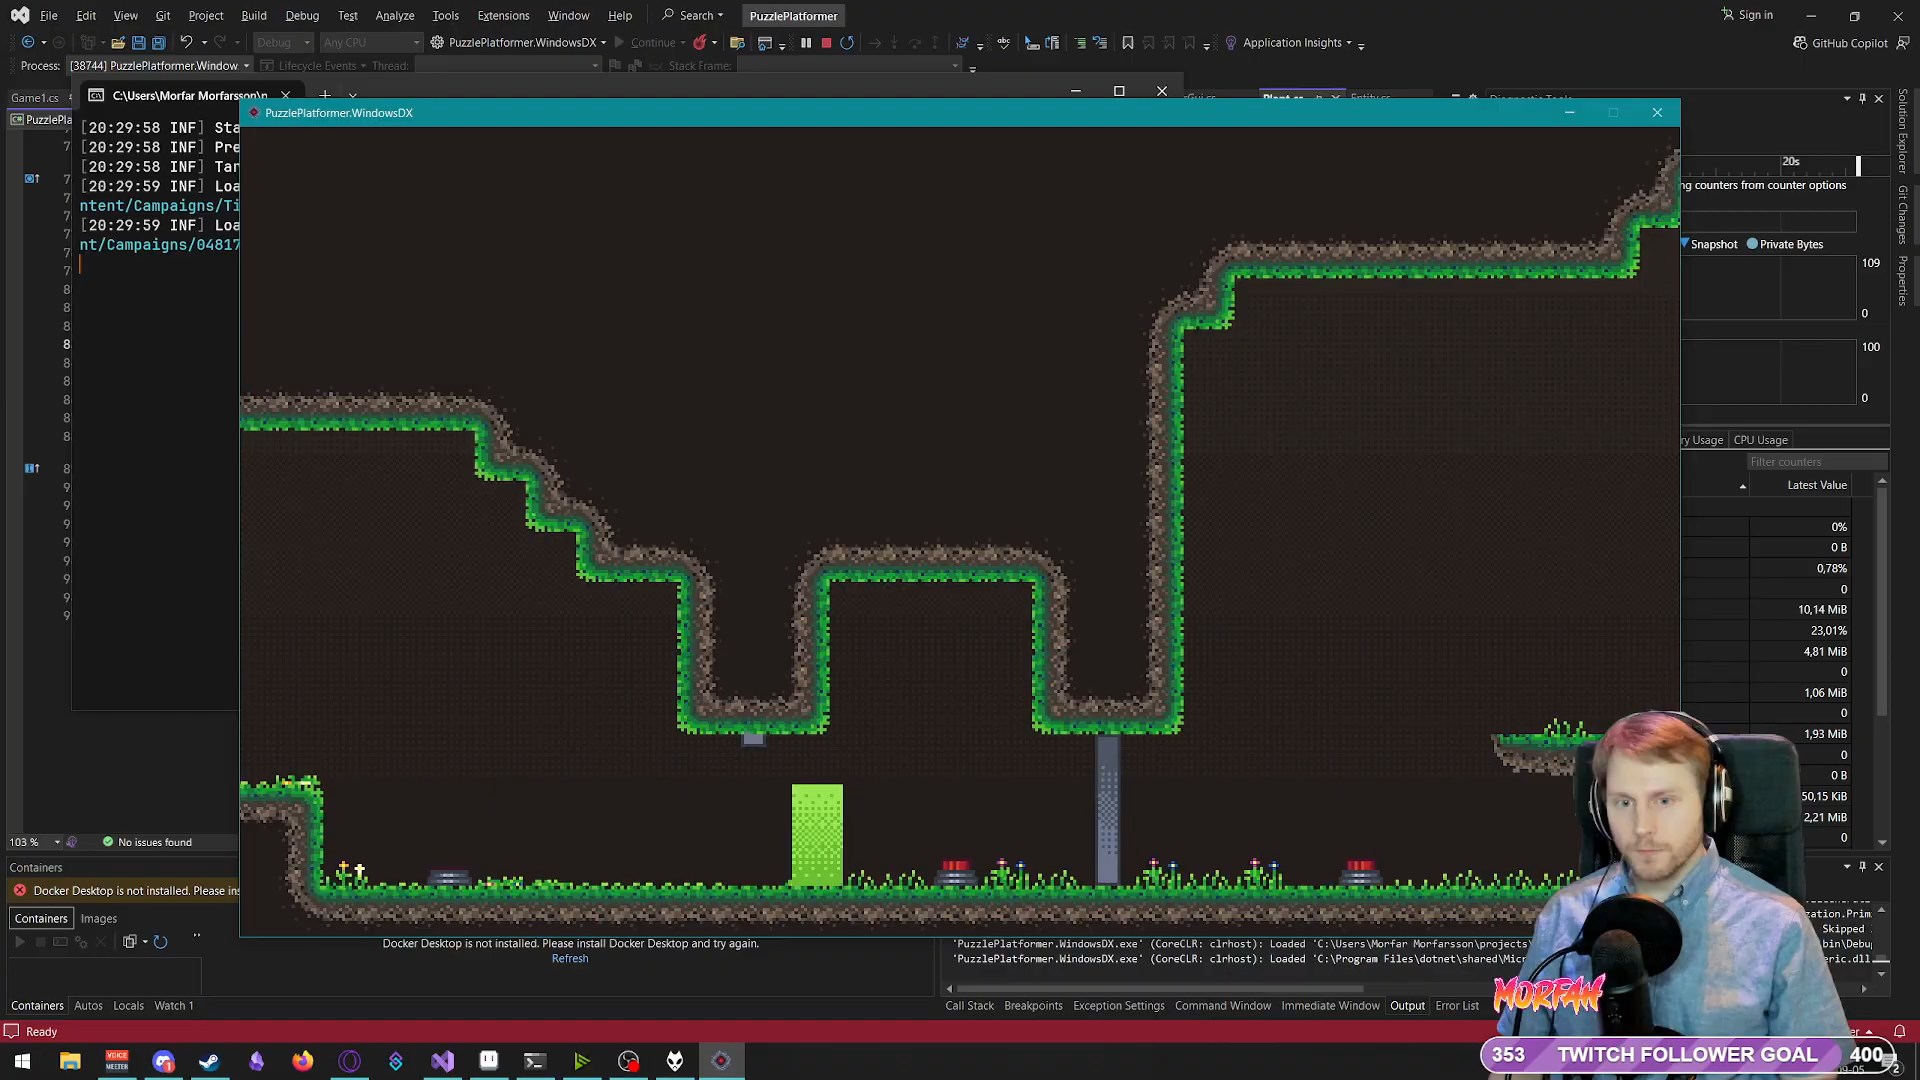 File Edit View Git Project Build Debug Test Analyze Tools Extensions Window Help Search PuzzlePlatformer Sign in
Debug Any CPU PuzzlePlatformer.WindowsDX Continue Application Insights GitHub Copilot
Process: [38744] PuzzlePlatformer.Window Lifecycle Events Thread: Stack Frame:
Game1.cs C:\Users\Morfar Morfarsson\
PuzzlePla PuzzlePlatformer.WindowsDX
[20:29:58 INF] Sta
[20:29:58 INF] Pre
[20:29:58 INF] Tar
[20:29:59 INF] Loa
ntent/Campaigns/Ti
[20:29:59 INF] Loa
nt/Campaigns/04817
20s
ng counters from counter options
Snapshot Private Bytes
109
0
100
0
ry Usage CPU Usage
Filter counters
Latest Value
0%
0 B
0,78%
0
10,14 MiB
23,01%
4,81 MiB
0
1,06 MiB
0
1,93 MiB
0
0 B
50,15 KiB
2,21 MiB
0
Solution Explorer
Git Changes
Properties
103 % No issues found
Containers
Docker Desktop is not installed. Please ins
Containers Images
Docker Desktop is not installed. Please install Docker Desktop and try again.
Refresh
'PuzzlePlatformer.WindowsDX.exe' (CoreCLR: clrhost): Loaded 'C:\Users\Morfar Morfarsson\projects\
'PuzzlePlatformer.WindowsDX.exe' (CoreCLR: clrhost): Loaded 'C:\Program Files\dotnet\shared\Mic
Containers Autos Locals Watch 1
Call Stack Breakpoints Exception Settings Command Window Immediate Window Output Error List
Ready
MORFAH
353 TWITCH FOLLOWER GOAL 400